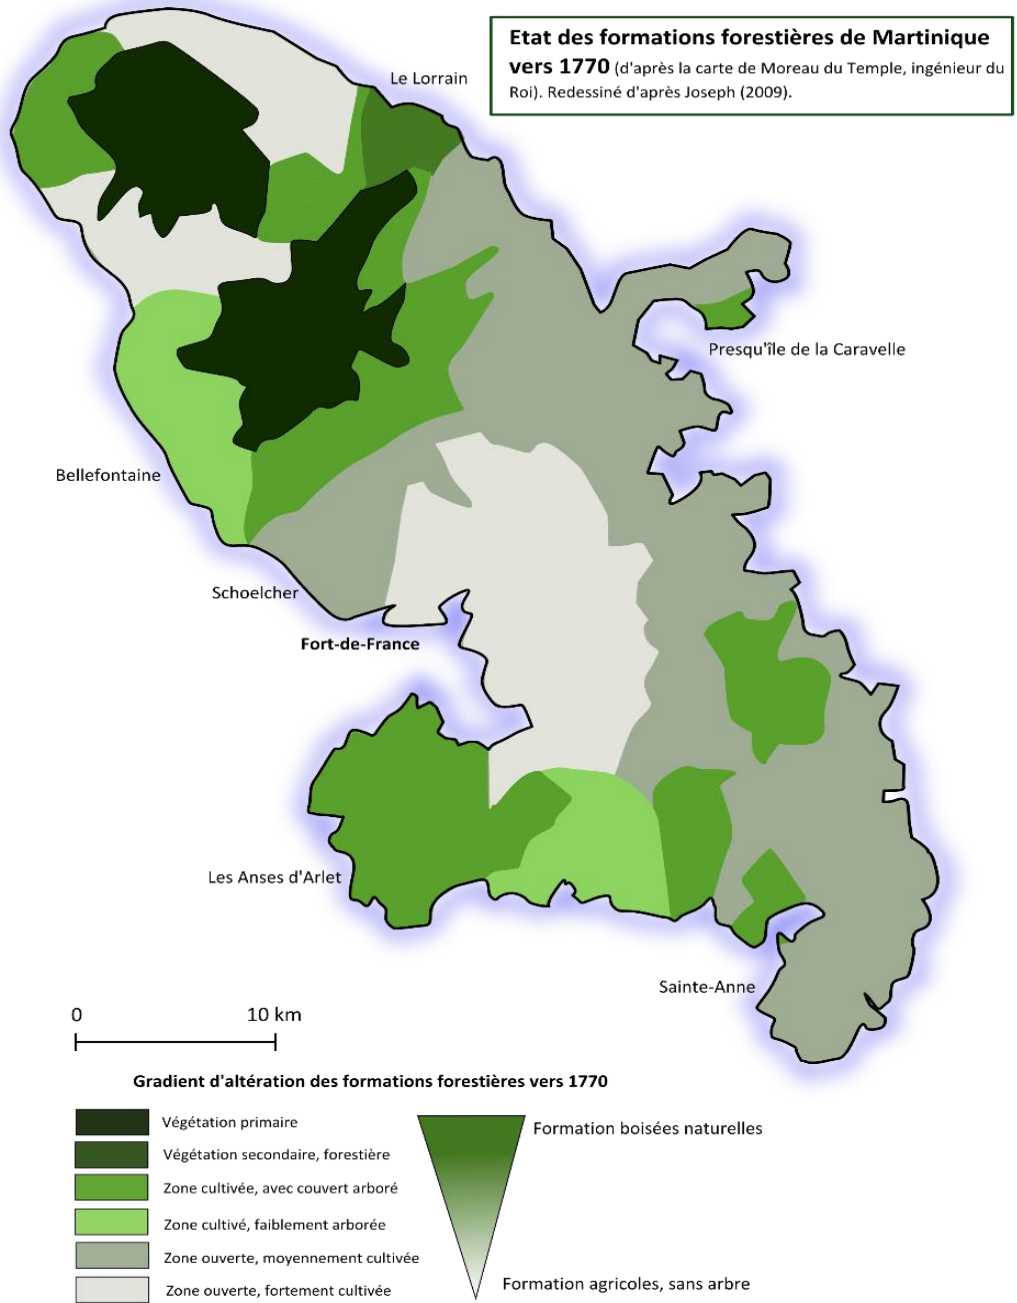 Etat des formations forestières de Martinique
vers 1770 (d'après la carte de Moreau du Temple, ingénieur du
Roi). Redessiné d'après Joseph (2009).
Le Lorrain
Presqu'île de la Caravelle
Bellefontaine
Schoelcher
Fort-de-France
Les Anses d'Arlet
Sainte-Anne
0 10 km
Gradient d'altération des formations forestières vers 1770
Végétation primaire
Végétation secondaire, forestière
Zone cultivée, avec couvert arboré
Zone cultivé, faiblement arborée
Zone ouverte, moyennement cultivée
Zone ouverte, fortement cultivée
Formation boisées naturelles
Formation agricoles, sans arbre